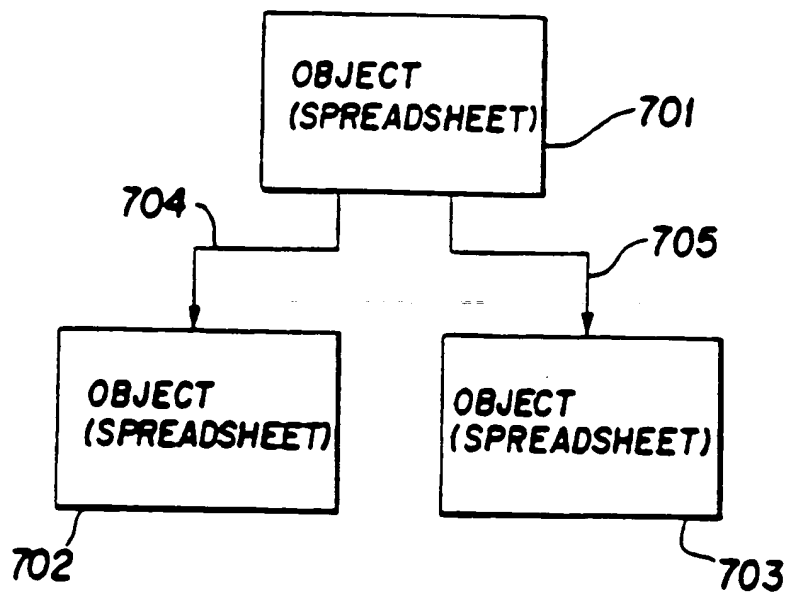 OBJECT
(SPREADSHEET)
701
704
705
OBJECT
(SPREADSHEET)
OBJECT
(SPREADSHEET)
702
703